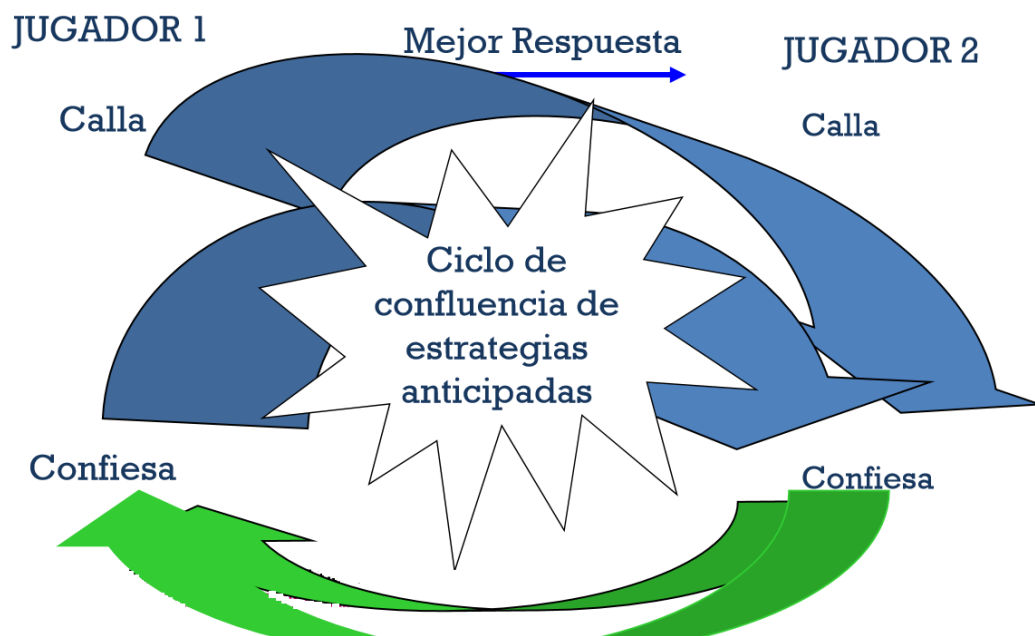 JUGADOR 1
Mejor Respuesta
JUGADOR 2
Calla
Calla
Ciclo de
confluencia de
estrategias
anticipadas
Confiesa
Confiesa